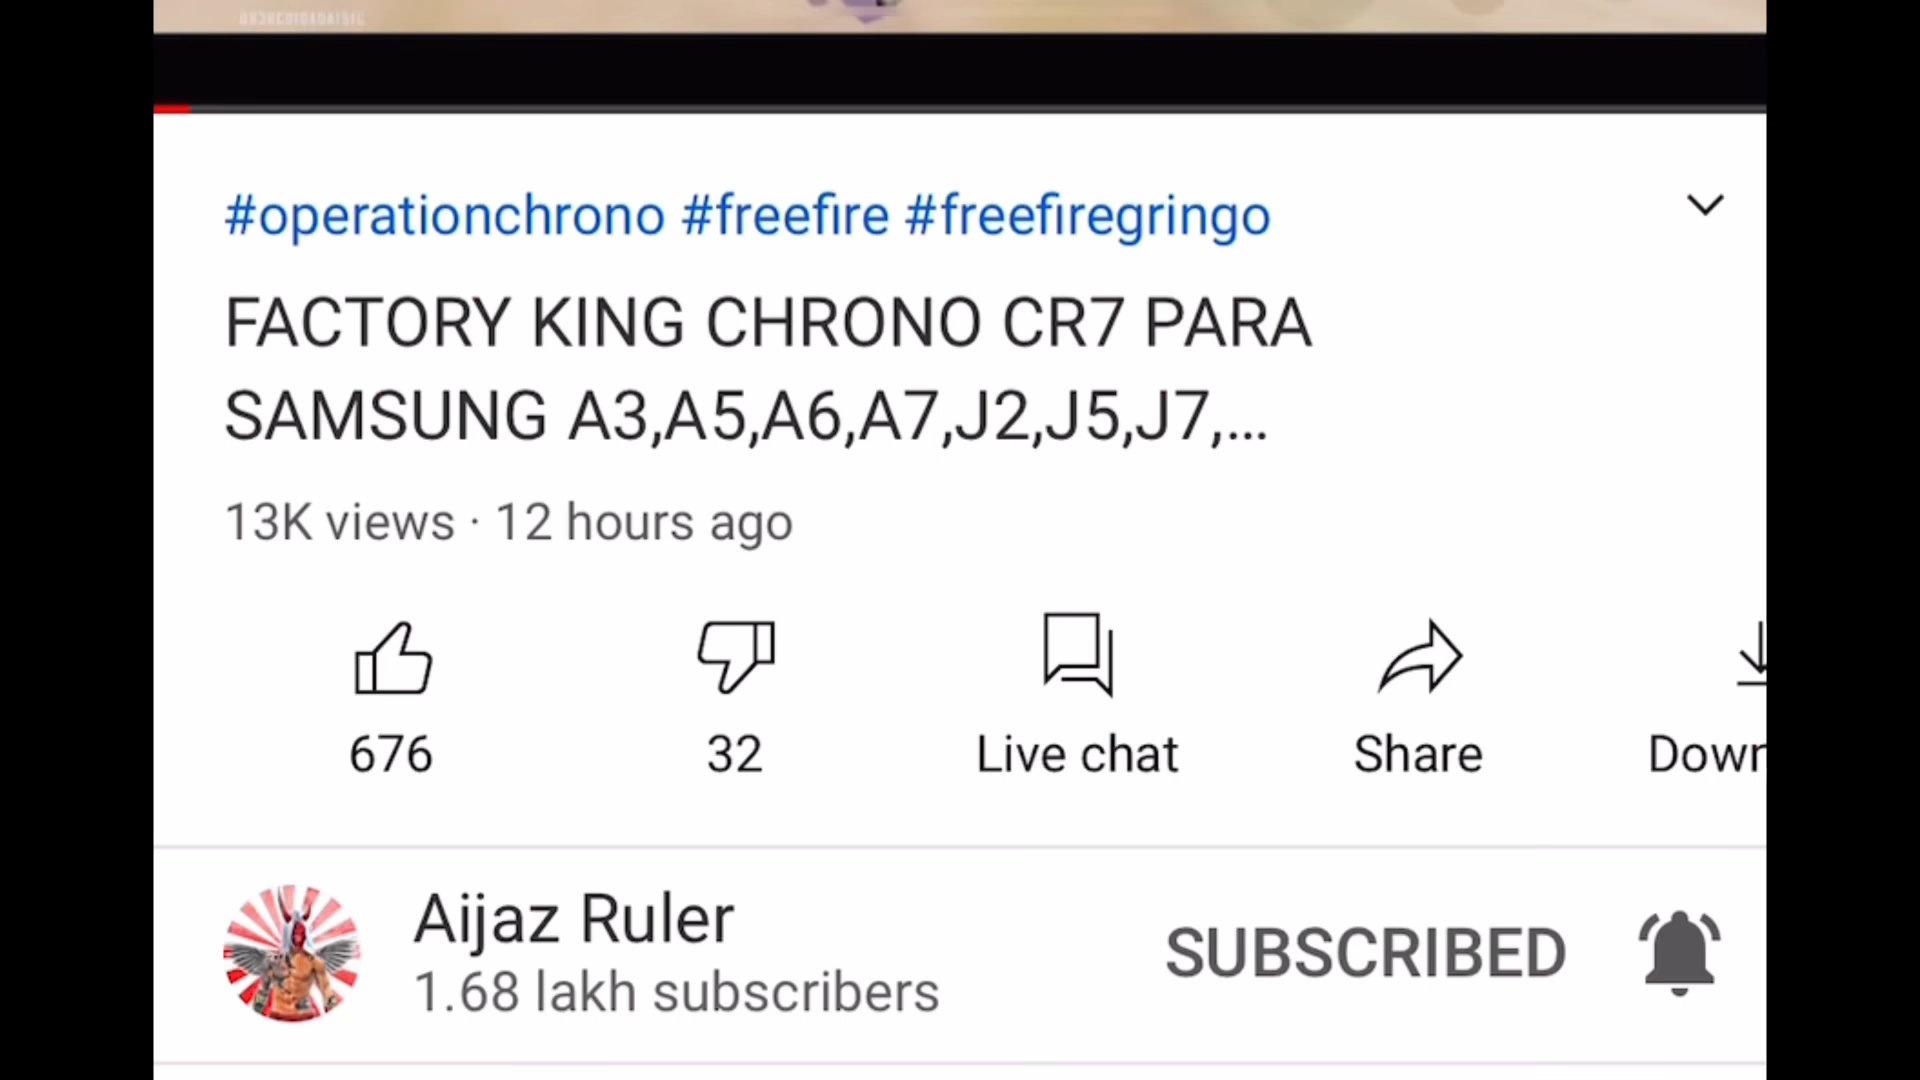 #operationchrono #freefire #freefiregringo
FACTORY KING CHRONO CR7 PARA
SAMSUNG A3,A5,A6,A7,J2,J5,J7,...
13K views · 12 hours ago
676 32 Live chat Share Down
Aijaz Ruler
1.68 lakh subscribers
SUBSCRIBED